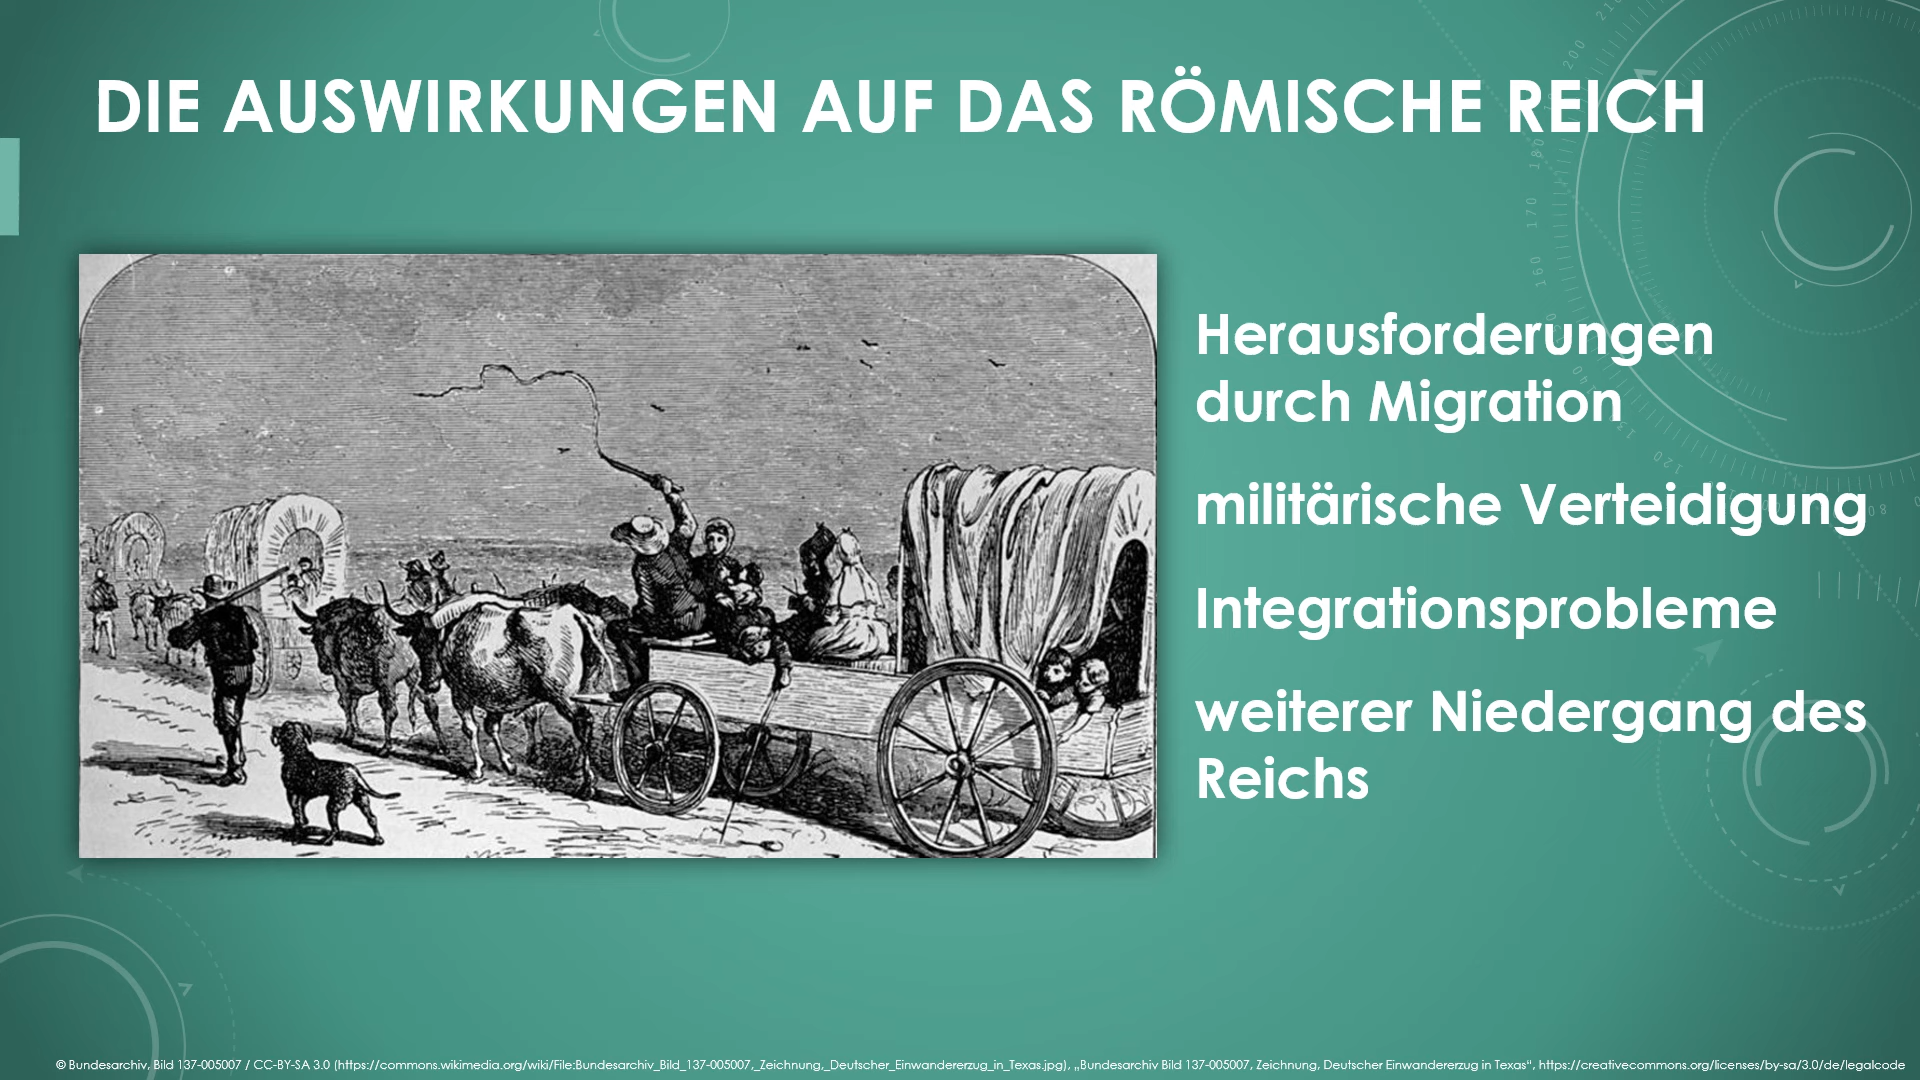 DIE AUSWIRKUNGEN AUF DAS RÖMISCHE REICH
Herausforderungen
durch Migration
militärische Verteidigung
Integrationsprobleme
weiterer Niedergang des
Reichs
© Bundesarchiv, Bild 137-005007 / CC-BY-SA 3.0 (https://commons.wikimedia.org/wiki/File:Bundesarchiv_Bild_137-005007,_Zeichnung,_Deutscher_Einwandererzug_in_Texas.jpg), „Bundesarchiv Bild 137-005007, Zeichnung, Deutscher Einwandererzug in Texas“, https://creativecommons.org/licenses/by-sa/3.0/de/legalcode